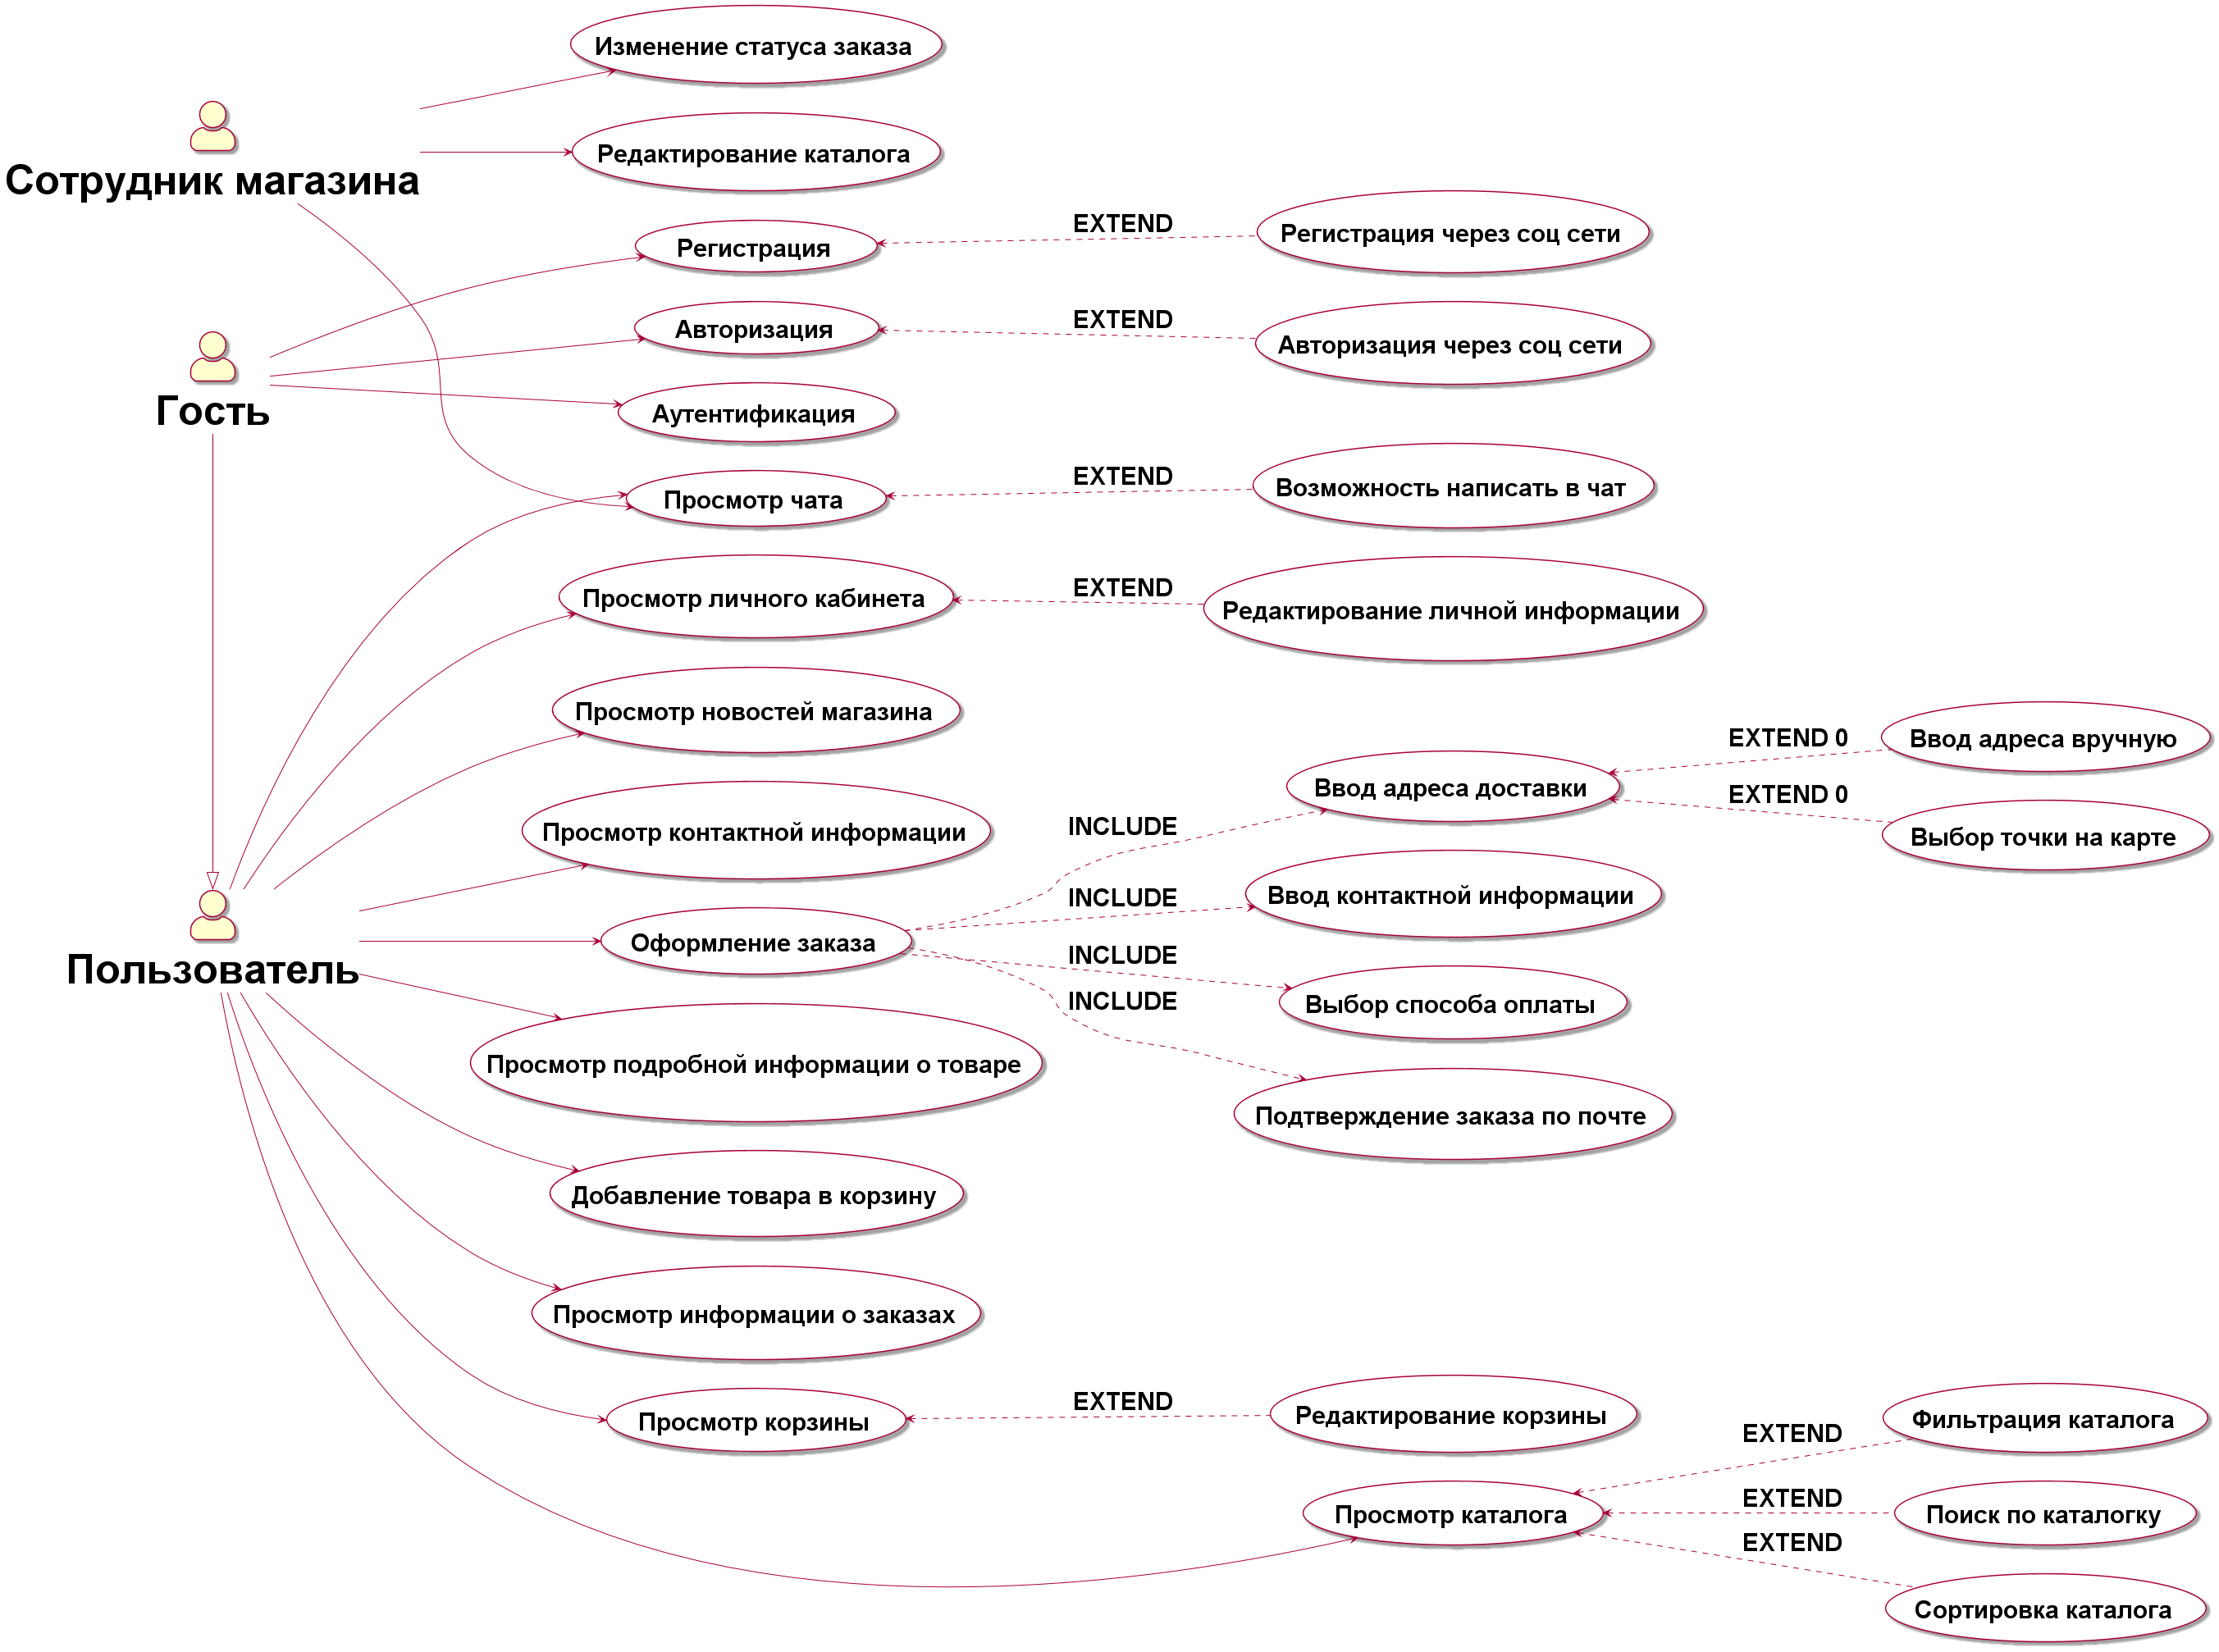 Изменение статуса заказа
Редактирование каталога
Сотрудник магазина
Регистрация
EXTEND
Регистрация через соц сети
Авторизация
EXTEND
Авторизация через соц сети
Гость
Аутентификация
Просмотр чата
EXTEND
Возможность написать в чат
Просмотр личного кабинета
EXTEND
Редактирование личной информации
Просмотр новостей магазина
EXTEND 0
Ввод адреса вручную
Ввод адреса доставки
EXTEND 0
Выбор точки на карте
Просмотр контактной информации
INCLUDE
INCLUDE
Ввод контактной информации
Оформление заказа
INCLUDE
Выбор способа оплаты
Пользователь
INCLUDE
Просмотр подробной информации о товаре
Подтверждение заказа по почте
Добавление товара в корзину
Просмотр информации о заказах
Просмотр корзины
EXTEND
Редактирование корзины
EXTEND
Фильтрация каталога
Просмотр каталога
EXTEND
Поиск по каталогку
EXTEND
Сортировка каталога